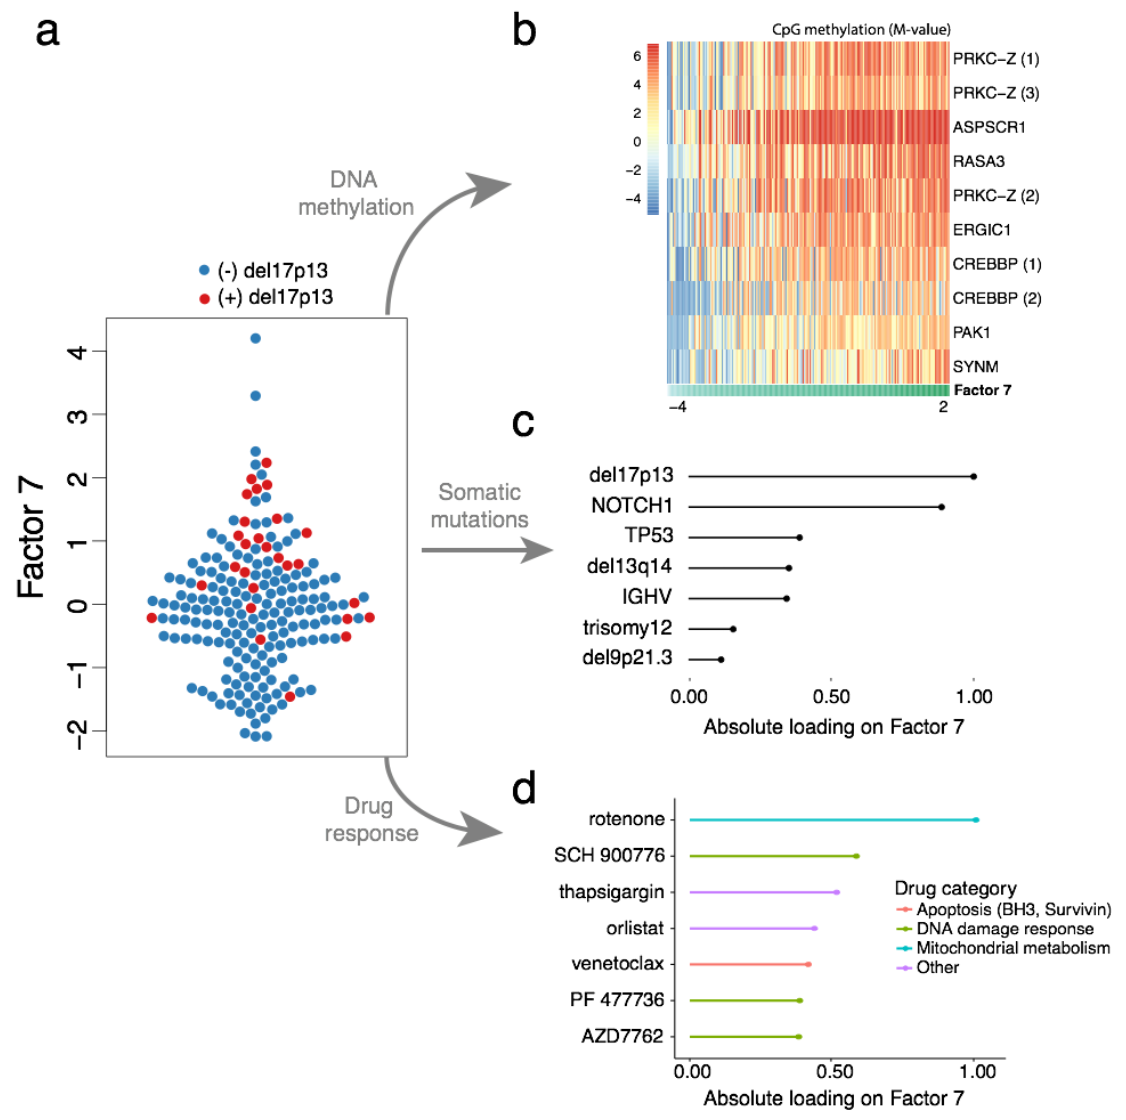 a
DNA
methylation
(-) del17p13
(+) del17p13
Factor 7
4
3
2
1
0
−1
−2
Somatic
mutations
Drug
response
b
CpG methylation (M-value)
6
4
2
0
−2
−4
PRKC−Z (1)
PRKC−Z (3)
ASPSCR1
RASA3
PRKC−Z (2)
ERGIC1
CREBBP (1)
CREBBP (2)
PAK1
SYNM
Factor 7
−4 2
c
del17p13
NOTCH1
TP53
del13q14
IGHV
trisomy12
del9p21.3
0.00 0.50 1.00
Absolute loading on Factor 7
d
rotenone
SCH 900776
thapsigargin
orlistat
venetoclax
PF 477736
AZD7762
Drug category
Apoptosis (BH3, Survivin)
DNA damage response
Mitochondrial metabolism
Other
0.00 0.50 1.00
Absolute loading on Factor 7